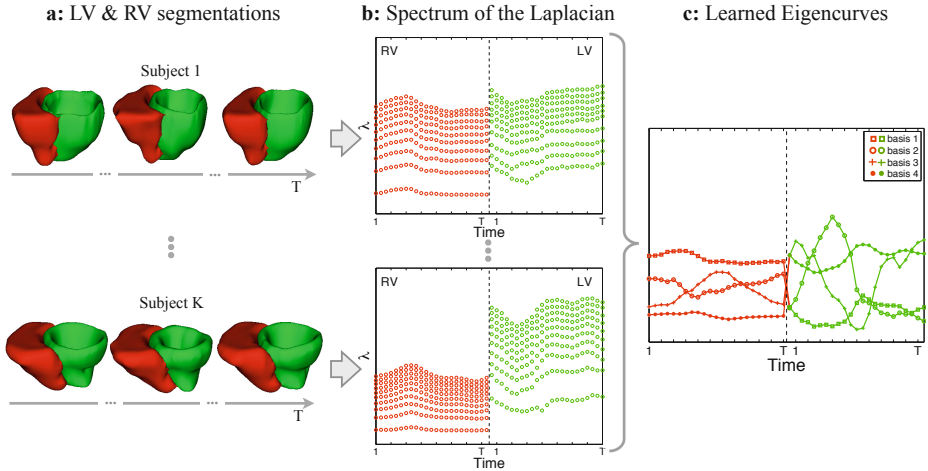 a: LV & RV segmentations
b: Spectrum of the Laplacian
c: Learned Eigencurves
Subject 1
...
...
T
Subject K
...
...
T
RV
LV
λ
1
T
1
T
Time
RV
LV
λ
1
T
1
T
Time
basis 1
basis 2
basis 3
basis 4
1
T
1
T
Time